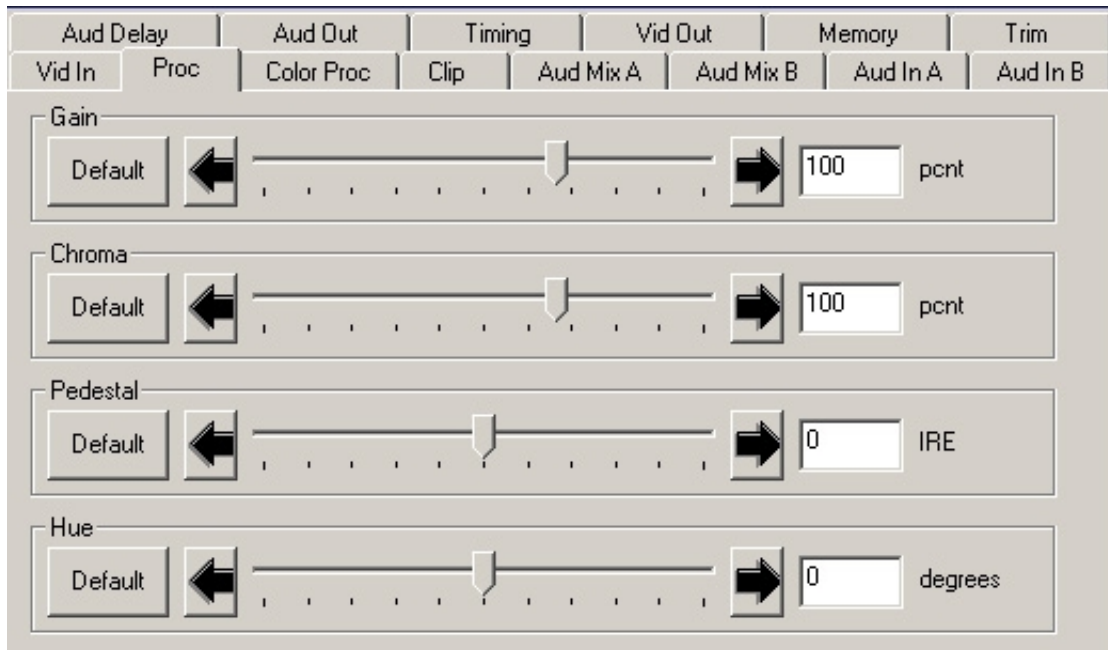 Aud Delay Aud Out Timing Vid Out Memory Trim
Vid In Proc Color Proc Clip Aud Mix A Aud Mix B Aud In A Aud In B
Gain
Default 100 pcnt
Chroma
Default 100 pcnt
Pedestal
Default 0 IRE
Hue
Default 0 degrees